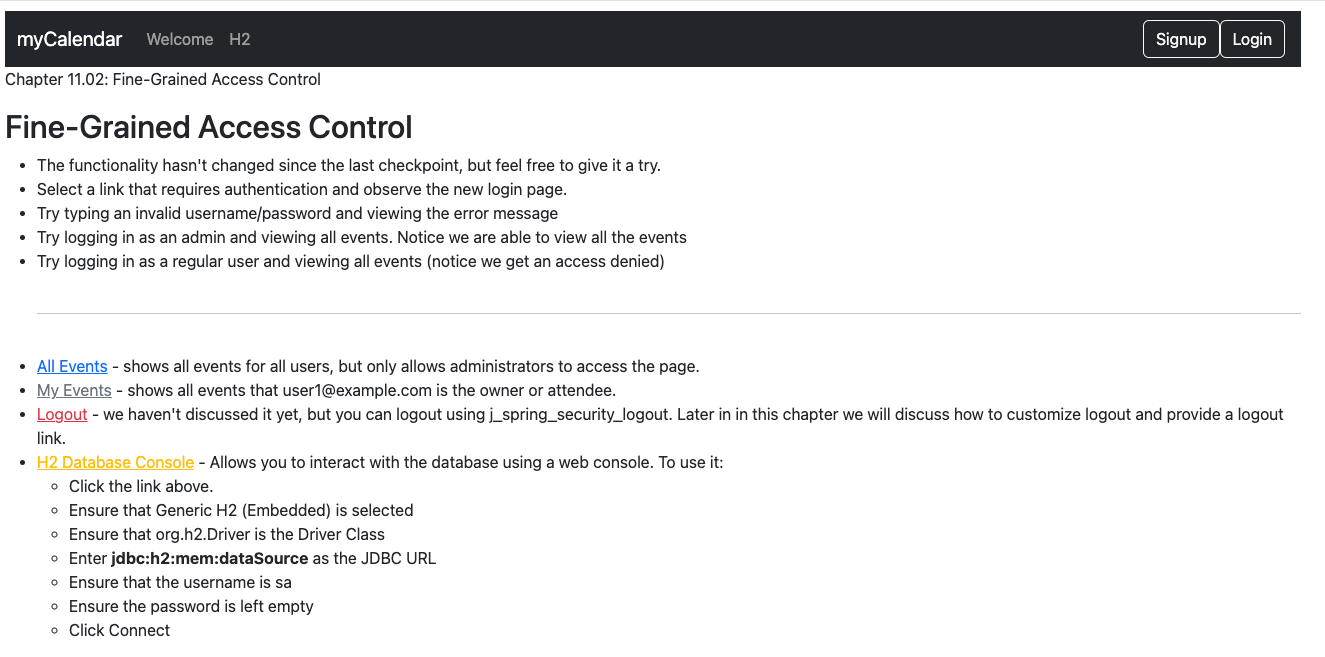 myCalendar Welcome H2 Signup Login
Chapter 11.02: Fine-Grained Access Control
Fine-Grained Access Control
The functionality hasn't changed since the last checkpoint, but feel free to give it a try.
Select a link that requires authentication and observe the new login page.
Try typing an invalid username/password and viewing the error message
Try logging in as an admin and viewing all events. Notice we are able to view all the events
Try logging in as a regular user and viewing all events (notice we get an access denied)
All Events - shows all events for all users, but only allows administrators to access the page.
My Events - shows all events that user1@example.com is the owner or attendee.
Logout - we haven't discussed it yet, but you can logout using j_spring_security_logout. Later in in this chapter we will discuss how to customize logout and provide a logout
link.
H2 Database Console - Allows you to interact with the database using a web console. To use it:
Click the link above.
Ensure that Generic H2 (Embedded) is selected
Ensure that org.h2.Driver is the Driver Class
Enter jdbc:h2:mem:dataSource as the JDBC URL
Ensure that the username is sa
Ensure the password is left empty
Click Connect